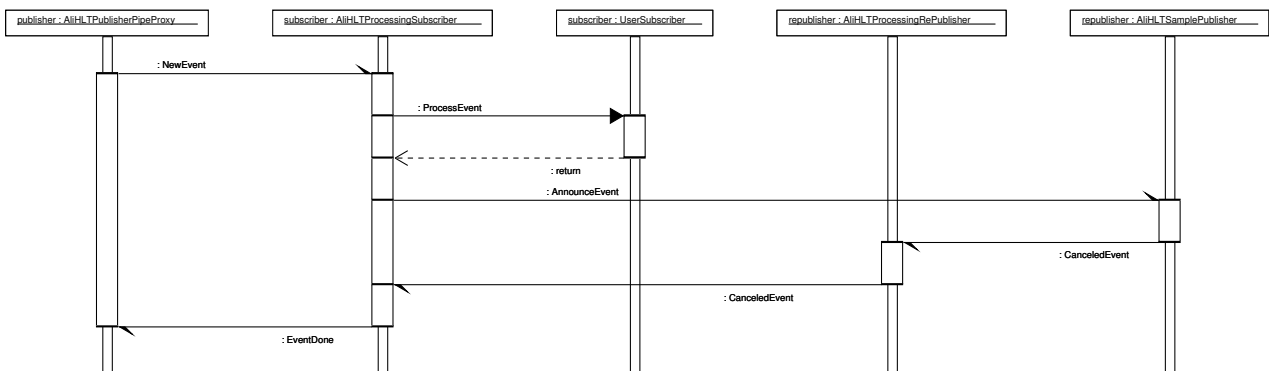 publisher : AliHLTPublisherPipeProxy
subscriber : AliHLTProcessingSubscriber
subscriber : UserSubscriber
republisher : AliHLTProcessingRePublisher
republisher : AliHLTSamplePublisher
: NewEvent
: ProcessEvent
: return
: AnnounceEvent
: CanceledEvent
: CanceledEvent
: EventDone